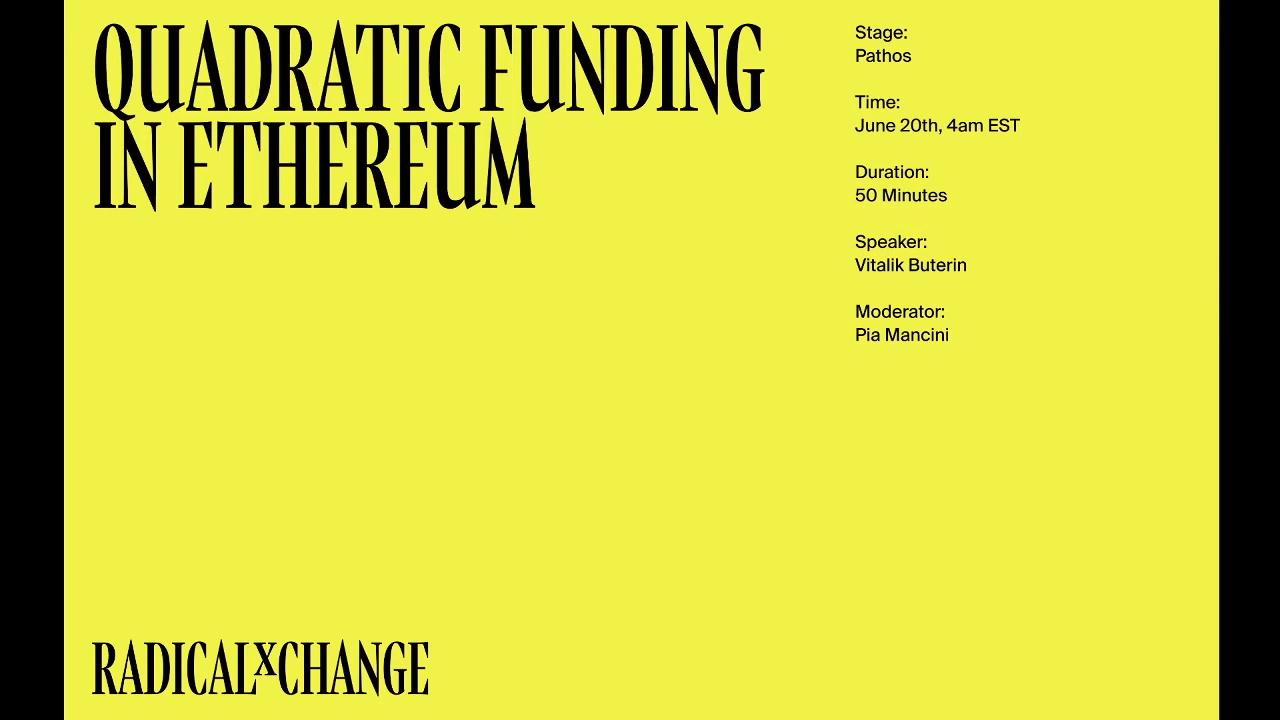 QUADRATIC FUNDING
IN ETHEREUM
Stage:
Pathos
Time:
June 20th, 4am EST
Duration:
50 Minutes
Speaker:
Vitalik Buterin
Moderator:
Pia Mancini
RADICALXCHANGE